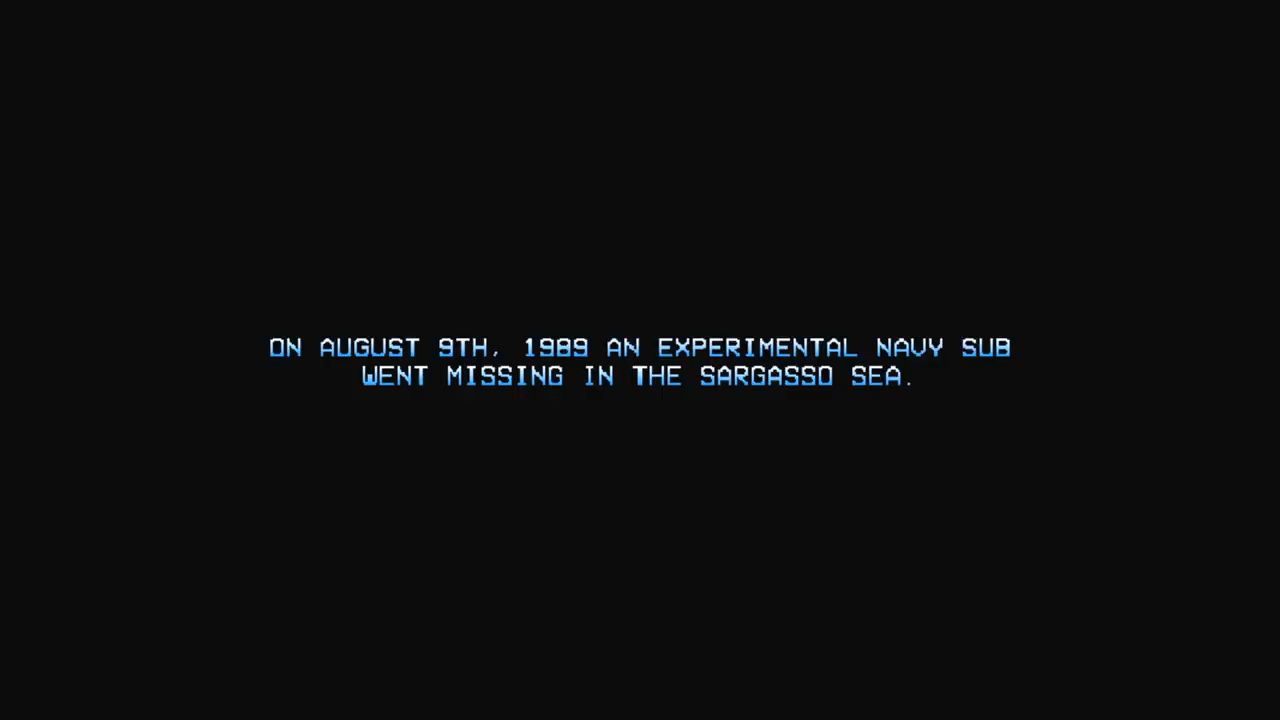 ON AUGUST 9TH, 1989 AN EXPERIMENTAL NAVY SUB
WENT MISSING IN THE SARGASSO SEA.